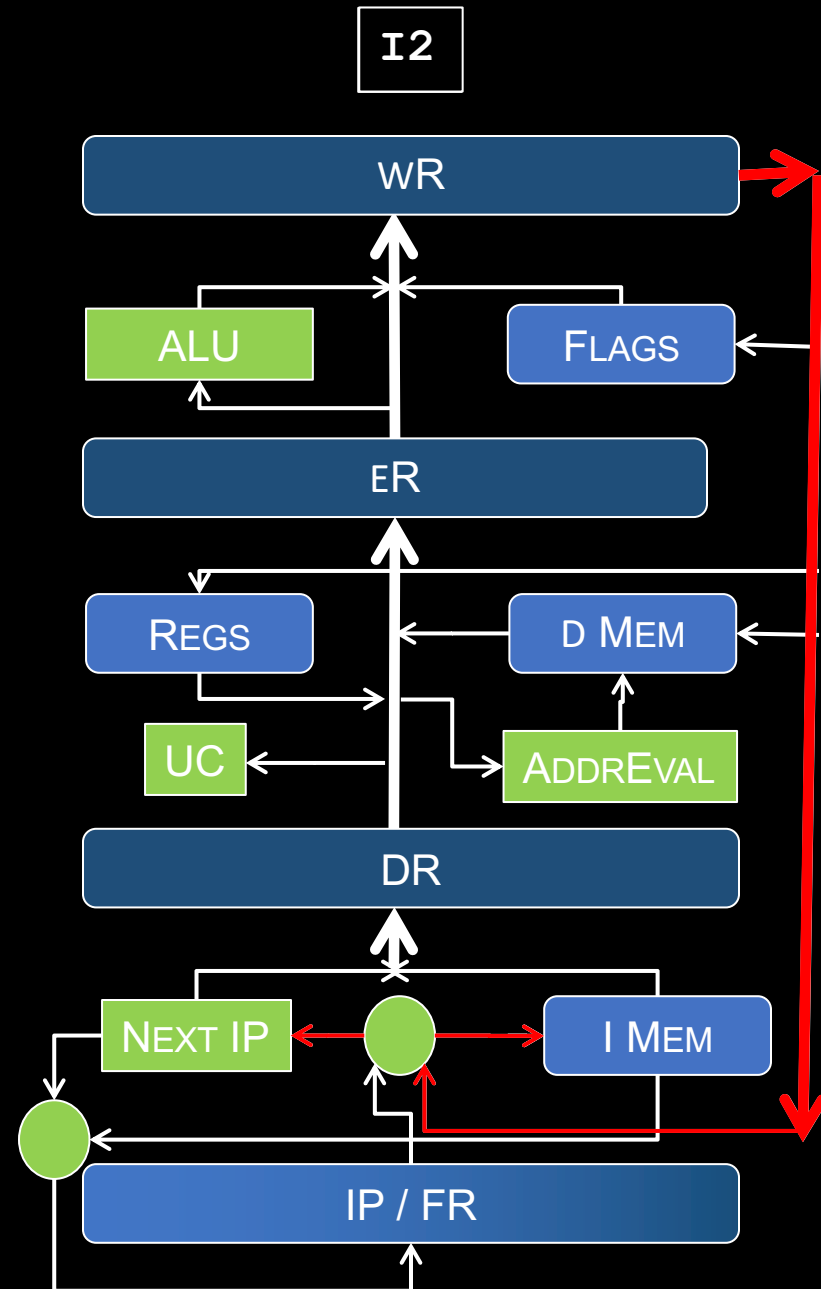 I2
WR
ALU
FLAGS
ER
REGS
D MEM
UC
ADDREVAL
DR
NEXT IP
I MEM
IP / FR